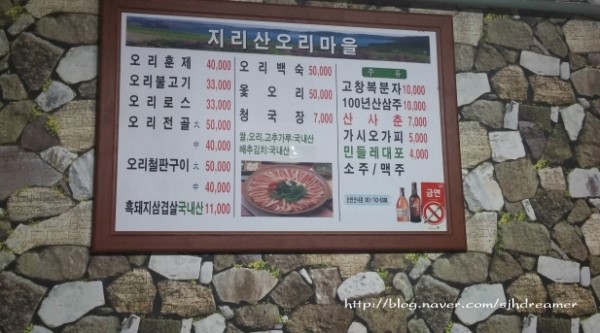 지리산오리마을
오리훈제 40,000
오리불고기 33,000
오리로스 33,000
오리전골 大 50,000
中 40,000
오리철판구이 大 50,000
中 40,000
흑돼지삼겹살국내산 11,000
오리백숙 50,000
옻오리 50,000
청국장 7,000
쌀,오리,고추가루:국내산
배추김치:국내산
주류
고창복분자 10,000
100년산삼주 10,000
산사춘 7,000
가시오가피 5,000
민들레대포 4,000
소주/맥주
금연
http://blog.naver.com/sjhdreamer